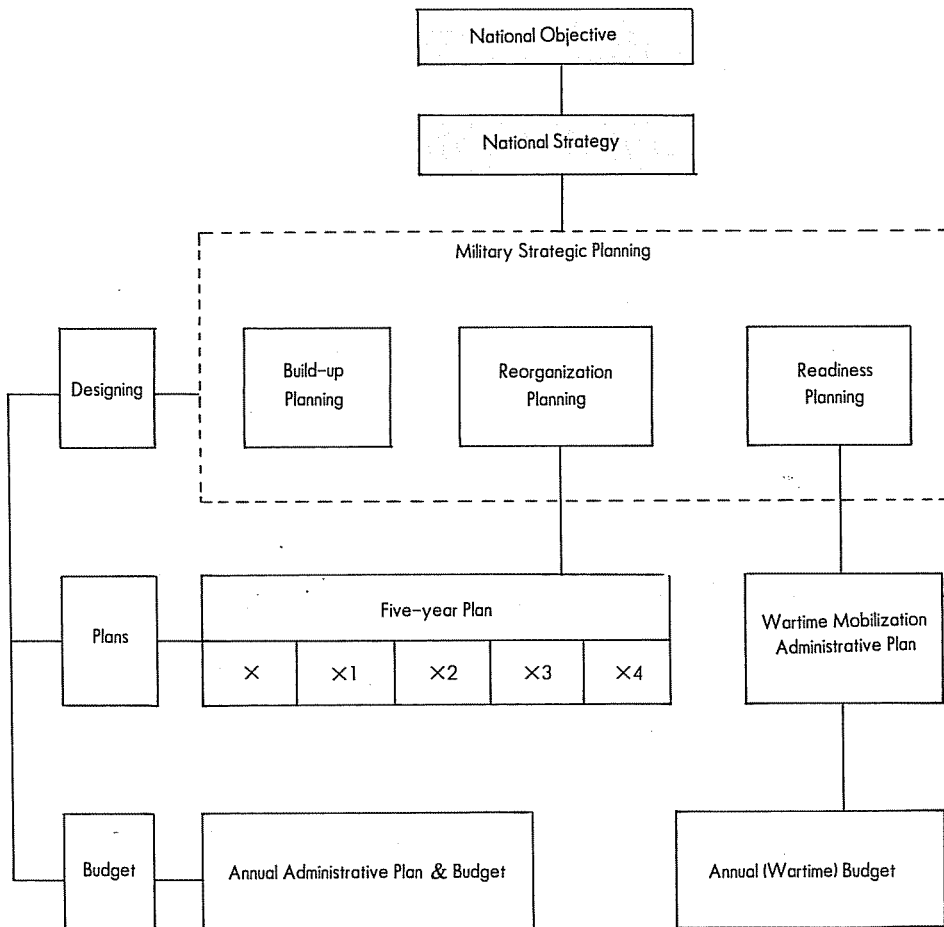 National Objective
National Strategy
Military Strategic Planning
Designing
Build-up
Planning
Reorganization
Planning
Readiness
Planning
Plans
Five-year Plan
× ×1 ×2 ×3 ×4
Wartime Mobilization
Administrative Plan
Budget
Annual Administrative Plan & Budget
Annual (Wartime) Budget